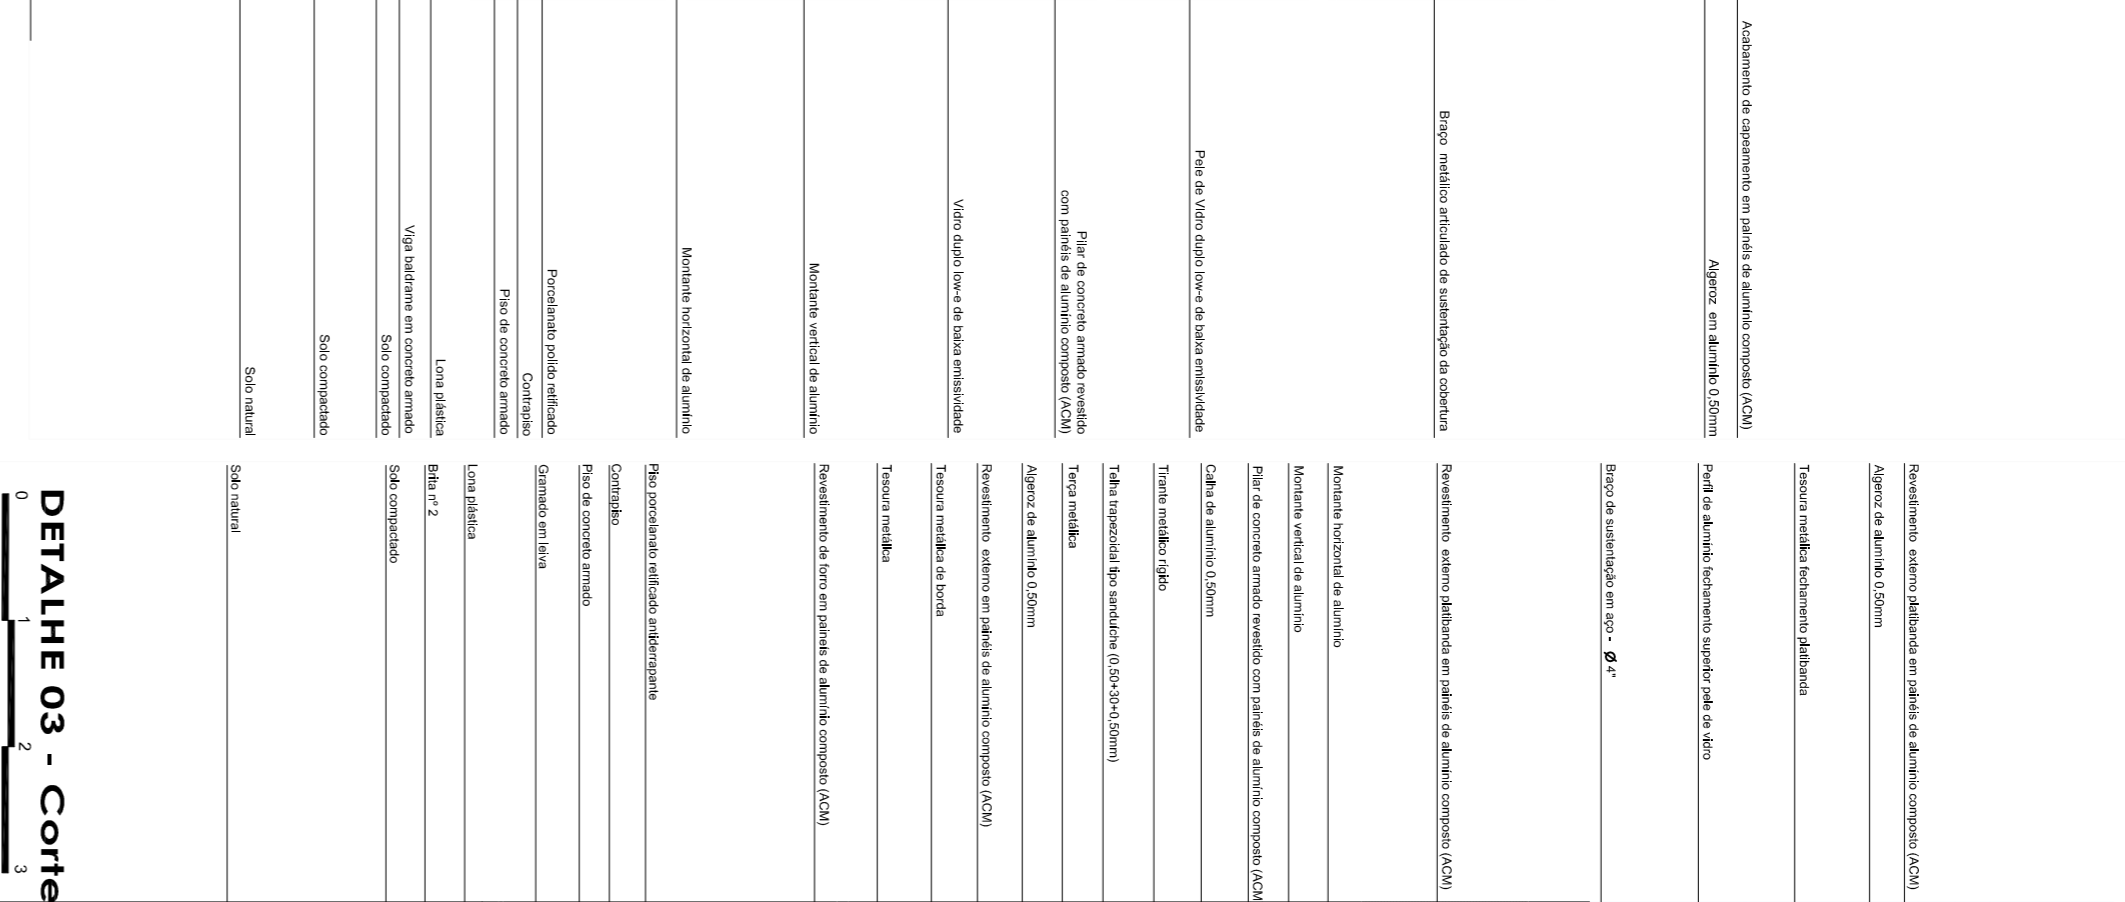 Acabamento de capeamento em painéis de alumínio composto (ACM)
Algeroz em alumínio 0,50mm
Braço metálico articulado de sustentação da cobertura
Pele de Vidro duplo low-e de baixa emissividade
Pilar de concreto armado revestido
com painéis de alumínio composto (ACM)
Vidro duplo low-e de baixa emissividade
Montante vertical de alumínio
Montante horizontal de alumínio
Porcelanato polido retificado
Contrapiso
Piso de concreto armado
Lona plástica
Viga baldrame em concreto armado
Solo compactado
Solo compactado
Solo natural
Revestimento externo platibanda em painéis de alumínio composto (ACM)
Algeroz de alumínio 0,50mm
Tesoura metálica fechamento platibanda
Perfil de alumínio fechamento superior pele de vidro
Braço de sustentação em aço - Ø 4"
Revestimento externo platibanda em painéis de alumínio composto (ACM)
Montante horizontal de alumínio
Montante vertical de alumínio
Pilar de concreto armado revestido com painéis de alumínio composto (ACM
Calha de alumínio 0,50mm
Tirante metálico rígido
Telha trapezoidal tipo sanduíche (0,50+30+0,50mm)
Terça metálica
Algeroz de alumínio 0,50mm
Revestimento externo em painéis de alumínio composto (ACM)
Tesoura metálica de borda
Tesoura metálica
Revestimento de forro em paineís de alumínio composto (ACM)
Piso porcelanato retificado antiderrapante
Contrapiso
Piso de concreto armado
Gramado em leiva
Lona plástica
Brita nº 2
Solo compactado
Solo natural
DETALHE 03 - Corte
0 1 2 3